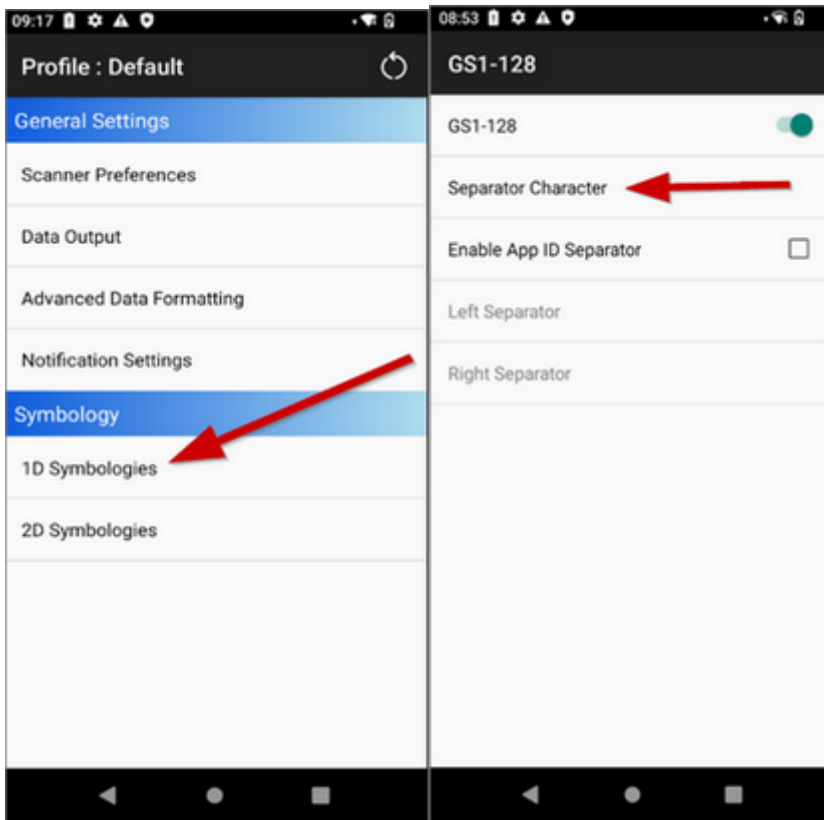 09:17
Profile : Default
General Settings
Scanner Preferences
Data Output
Advanced Data Formatting
Notification Settings
Symbology
1D Symbologies
2D Symbologies
08:53
GS1-128
GS1-128
Separator Character
Enable App ID Separator
Left Separator
Right Separator